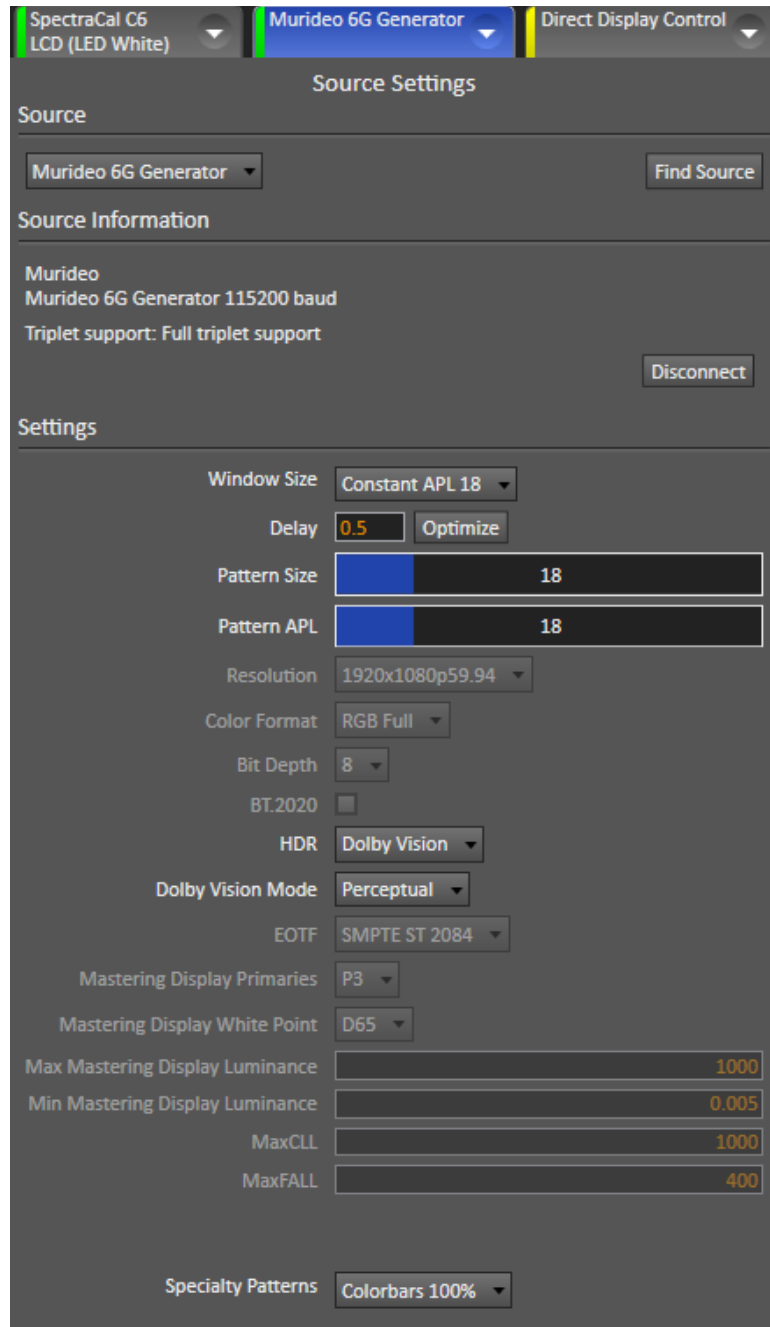 SpectraCal C6
LCD (LED White)
Murideo 6G Generator
Direct Display Control
Source Settings
Source
Murideo 6G Generator
Find Source
Source Information
Murideo
Murideo 6G Generator 115200 baud
Triplet support: Full triplet support
Disconnect
Settings
Window Size Constant APL 18
Delay 0.5 Optimize
Pattern Size 18
Pattern APL 18
Resolution 1920x1080p59.94
Color Format RGB Full
Bit Depth 8
BT.2020
HDR Dolby Vision
Dolby Vision Mode Perceptual
EOTF SMPTE ST 2084
Mastering Display Primaries P3
Mastering Display White Point D65
Max Mastering Display Luminance 1000
Min Mastering Display Luminance 0.005
MaxCLL 1000
MaxFALL 400
Specialty Patterns Colorbars 100%